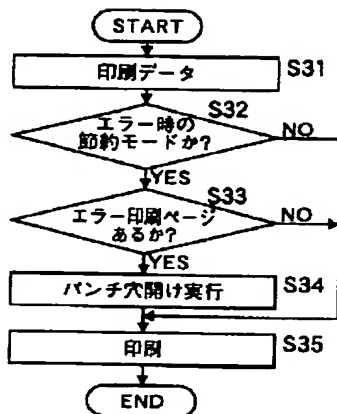 START
印刷データ S31
S32
エラー時の
節約モードか? NO
YES
S33
エラー印刷ページ NO
あるか?
YES
パンチ穴開け実行 S34
印刷 S35
END